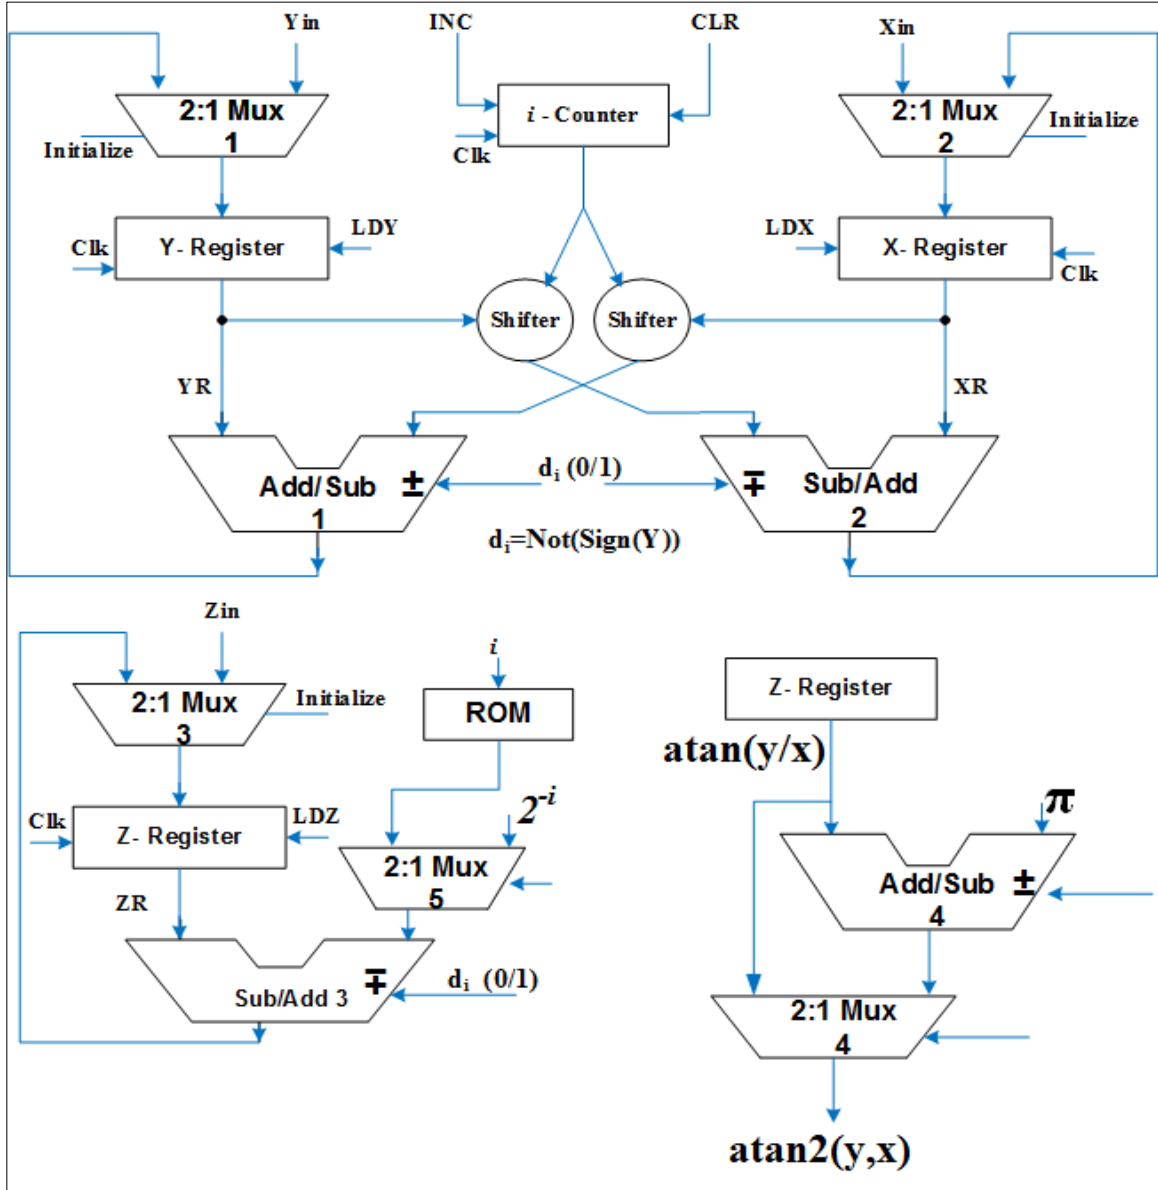 Yin
INC
CLR
Xin
2:1 Mux
1
Initialize
i - Counter
Clk
2:1 Mux
2
Initialize
Y- Register
LDY
Clk
LDX
X- Register
Clk
Shifter
Shifter
YR
XR
Add/Sub
1
±
di (0/1)
∓
Sub/Add
2
di=Not(Sign(Y))
Zin
2:1 Mux
3
Initialize
i
ROM
Z- Register
Clk
LDZ
2^-i
2:1 Mux
5
ZR
Sub/Add 3
∓
di (0/1)
Z- Register
atan(y/x)
π
Add/Sub
4
±
2:1 Mux
4
atan2(y,x)